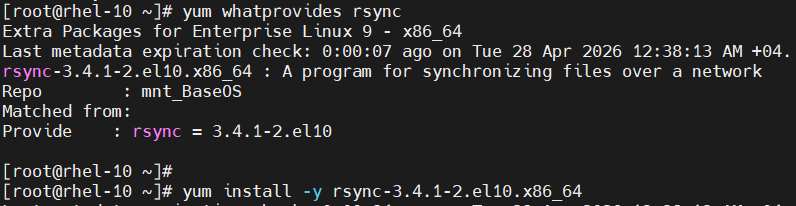 [root@rhel-10 ~]# yum whatprovides rsync
Extra Packages for Enterprise Linux 9 - x86_64
Last metadata expiration check: 0:00:07 ago on Tue 28 Apr 2026 12:38:13 AM +04.
rsync-3.4.1-2.el10.x86_64 : A program for synchronizing files over a network
Repo        : mnt_BaseOS
Matched from:
Provide    : rsync = 3.4.1-2.el10
[root@rhel-10 ~]#
[root@rhel-10 ~]# yum install -y rsync-3.4.1-2.el10.x86_64